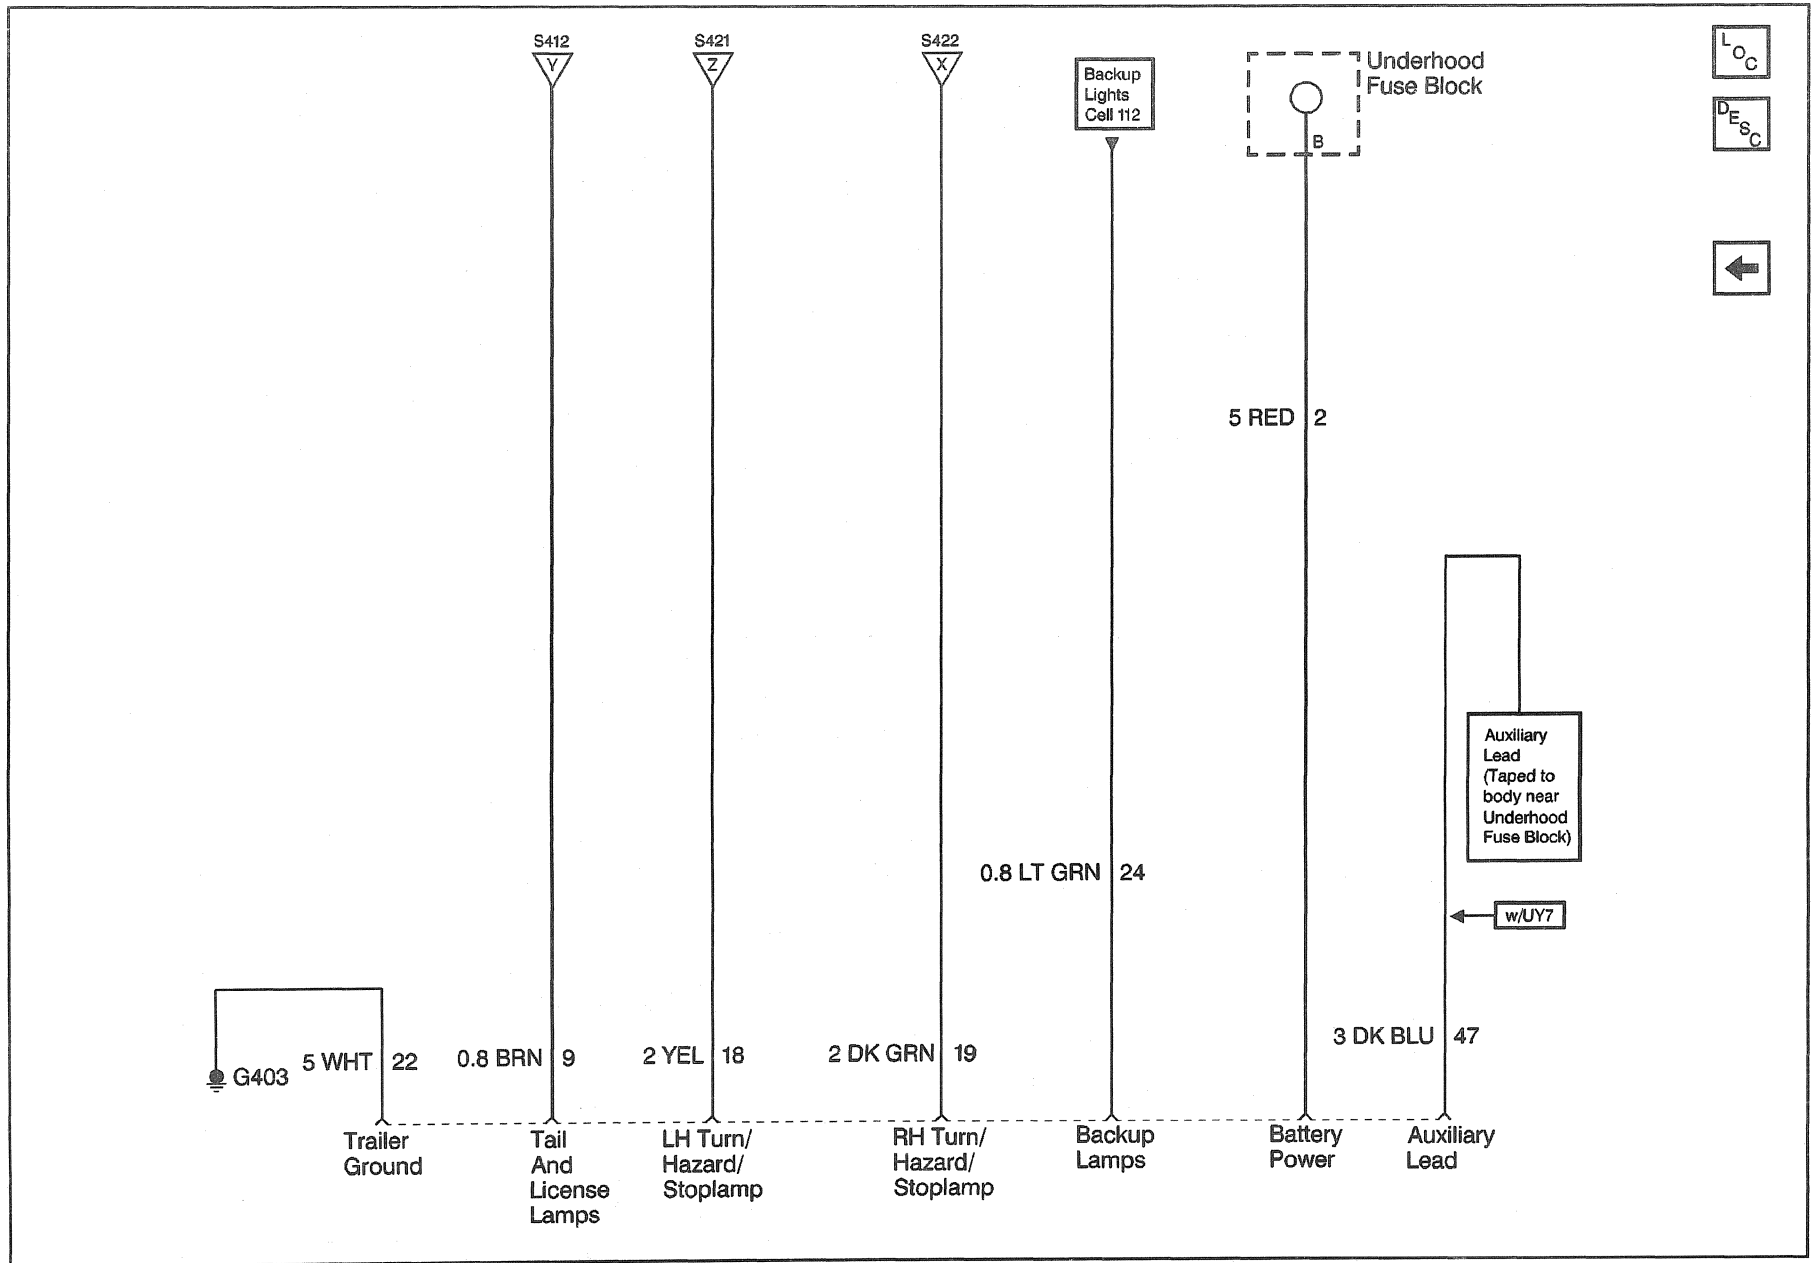 S412
Y
S421
Z
S422
X
Backup
Lights
Cell 112
Underhood
Fuse Block
B
LOC
DESC
5 RED 2
Auxiliary
Lead
(Taped to
body near
Underhood
Fuse Block)
0.8 LT GRN 24
w/UY7
3 DK BLU 47
G403
5 WHT 22
0.8 BRN 9
2 YEL 18
2 DK GRN 19
Trailer
Ground
Tail
And
License
Lamps
LH Turn/
Hazard/
Stoplamp
RH Turn/
Hazard/
Stoplamp
Backup
Lamps
Battery
Power
Auxiliary
Lead